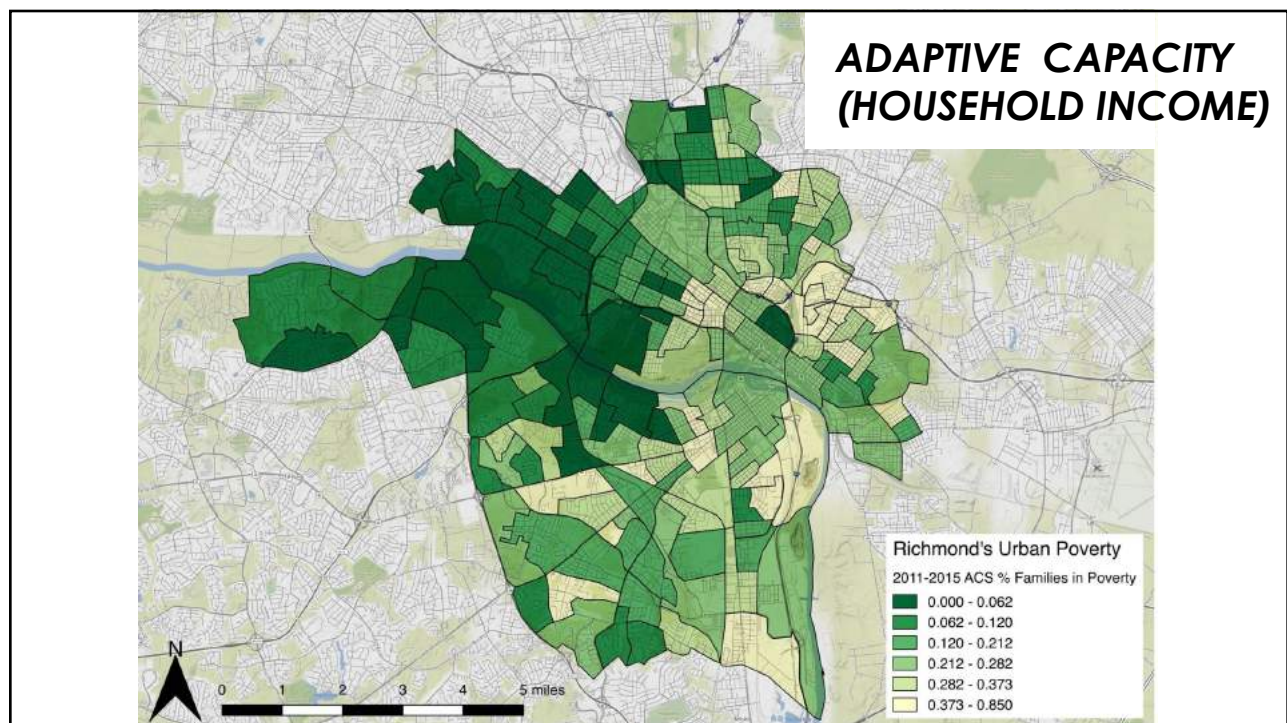 ADAPTIVE CAPACITY
(HOUSEHOLD INCOME)
Richmond's Urban Poverty
2011-2015 ACS % Families in Poverty
0.000 - 0.062
0.062 - 0.120
0.120 - 0.212
0.212 - 0.282
0.282 - 0.373
0.373 - 0.850
N
0 1 2 3 4 5 miles